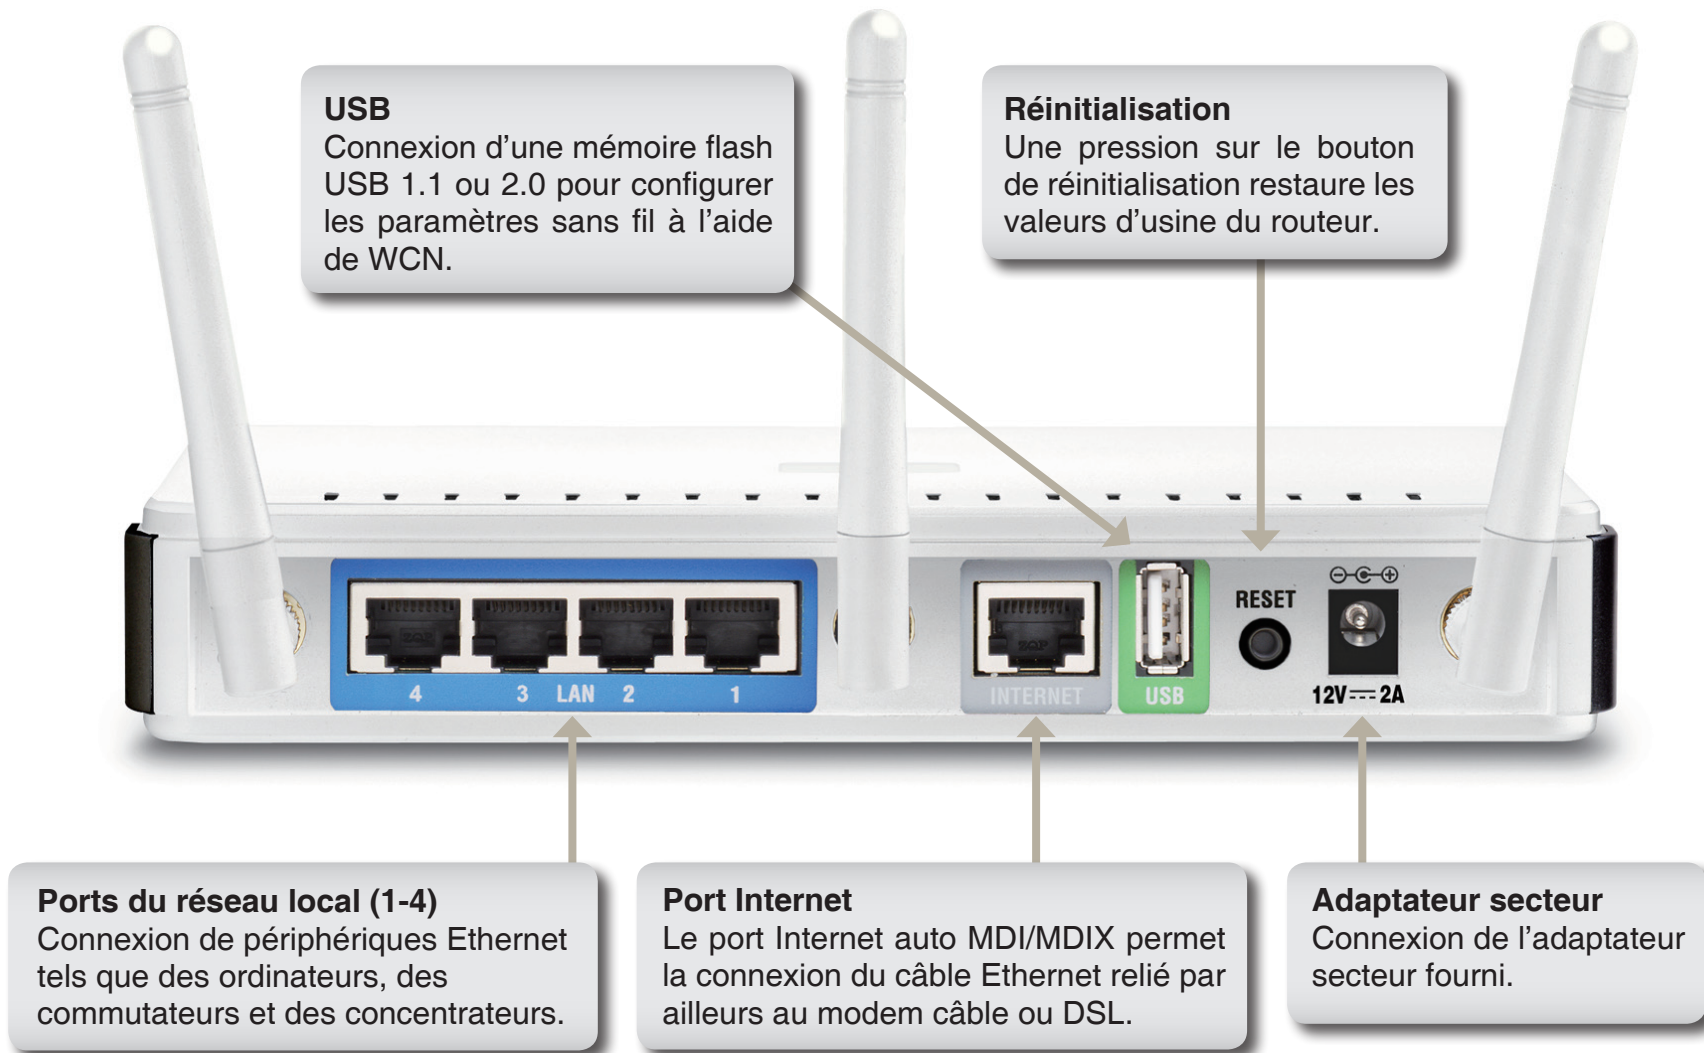 USB
Connexion d’une mémoire flash
USB 1.1 ou 2.0 pour configurer
les paramètres sans fil à l’aide
de WCN.
Réinitialisation
Une pression sur le bouton
de réinitialisation restaure les
valeurs d’usine du routeur.
RESET
4 3 LAN 2 1
INTERNET
USB
12V 2A
Ports du réseau local (1-4)
Connexion de périphériques Ethernet
tels que des ordinateurs, des
commutateurs et des concentrateurs.
Port Internet
Le port Internet auto MDI/MDIX permet
la connexion du câble Ethernet relié par
ailleurs au modem câble ou DSL.
Adaptateur secteur
Connexion de l’adaptateur
secteur fourni.